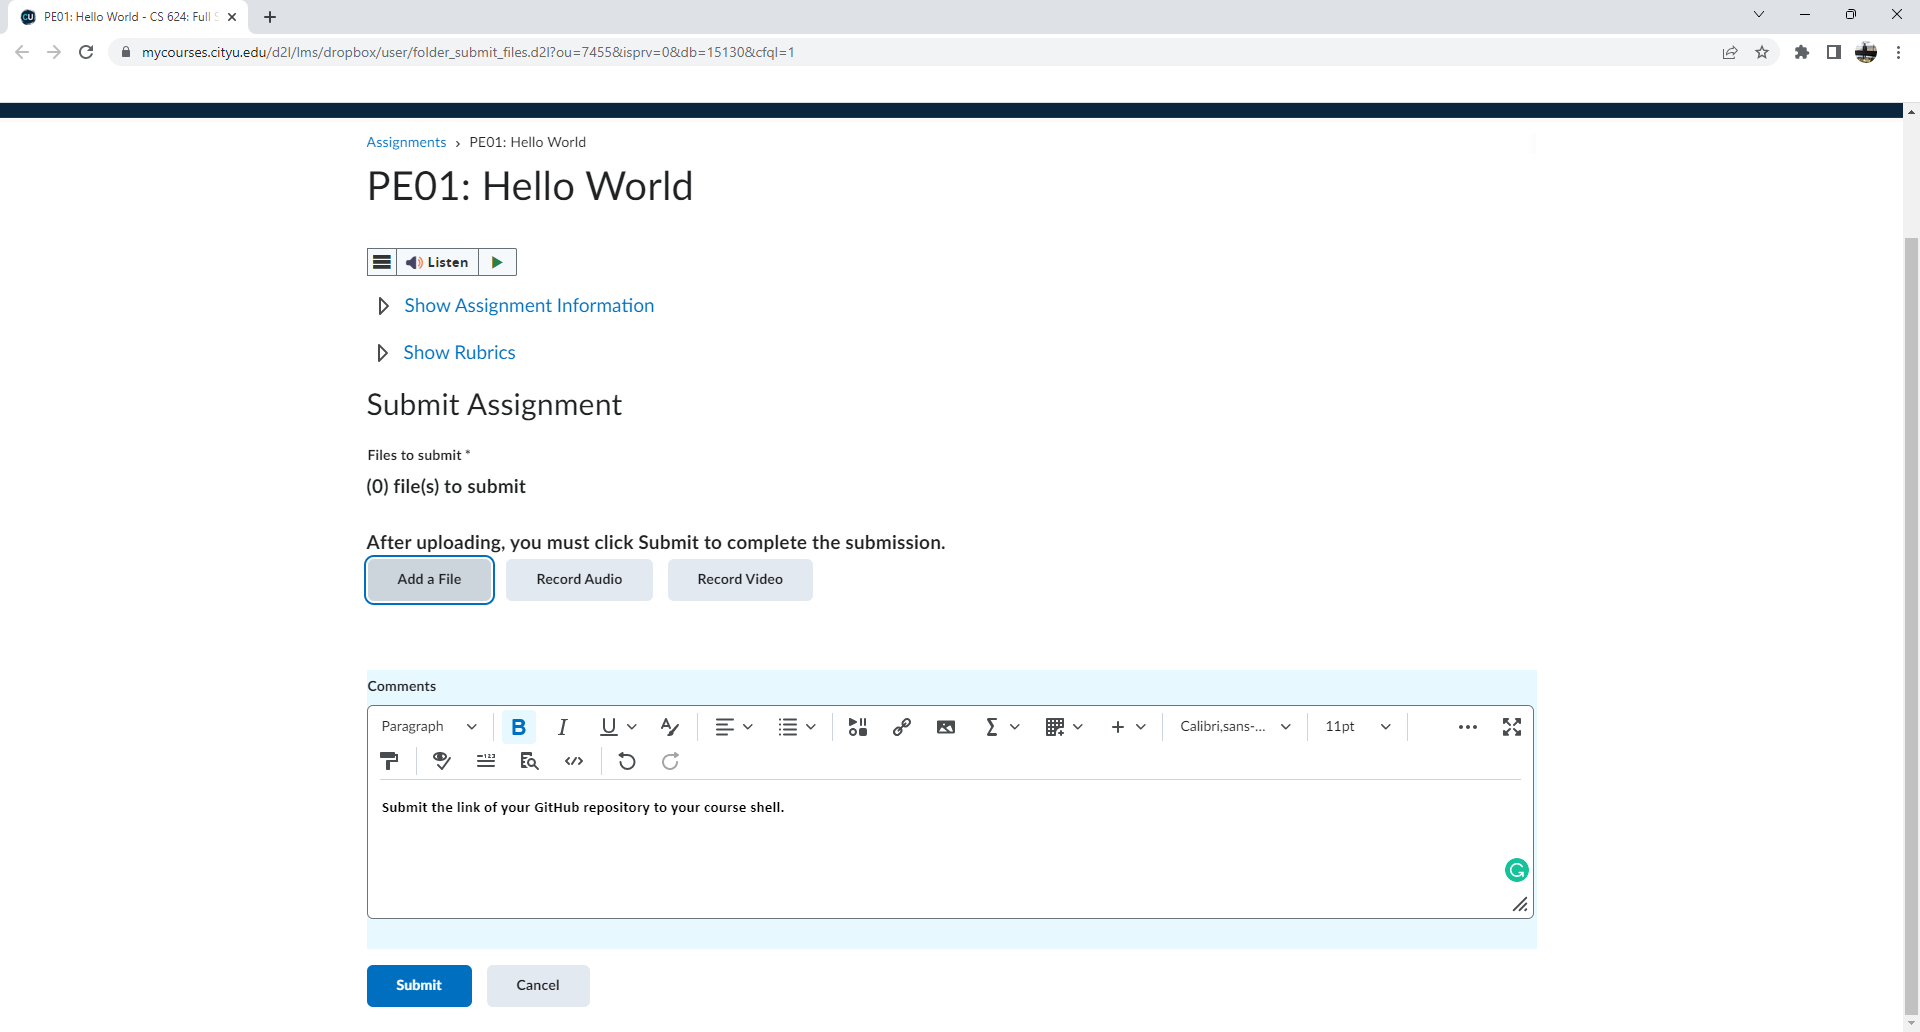 PE01: Hello World - CS 624: Full S
mycourses.cityu.edu/d2l/lms/dropbox/user/folder_submit_files.d2l?ou=7455&isprv=0&db=15130&cfql=1
Assignments › PE01: Hello World
PE01: Hello World
Listen
Show Assignment Information
Show Rubrics
Submit Assignment
Files to submit *
(0) file(s) to submit
After uploading, you must click Submit to complete the submission.
Add a File Record Audio Record Video
Comments
Paragraph B I U A Σ + Calibri,sans-... 11pt
Submit the link of your GitHub repository to your course shell.
Submit Cancel